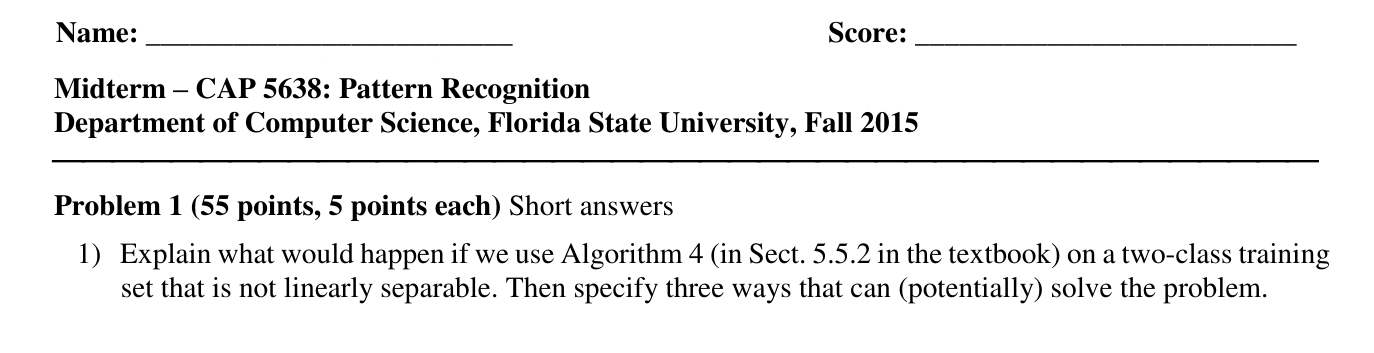 Name: _________________________ Score: __________________________
Midterm – CAP 5638: Pattern Recognition
Department of Computer Science, Florida State University, Fall 2015
Problem 1 (55 points, 5 points each) Short answers
1) Explain what would happen if we use Algorithm 4 (in Sect. 5.5.2 in the textbook) on a two-class training
set that is not linearly separable. Then specify three ways that can (potentially) solve the problem.